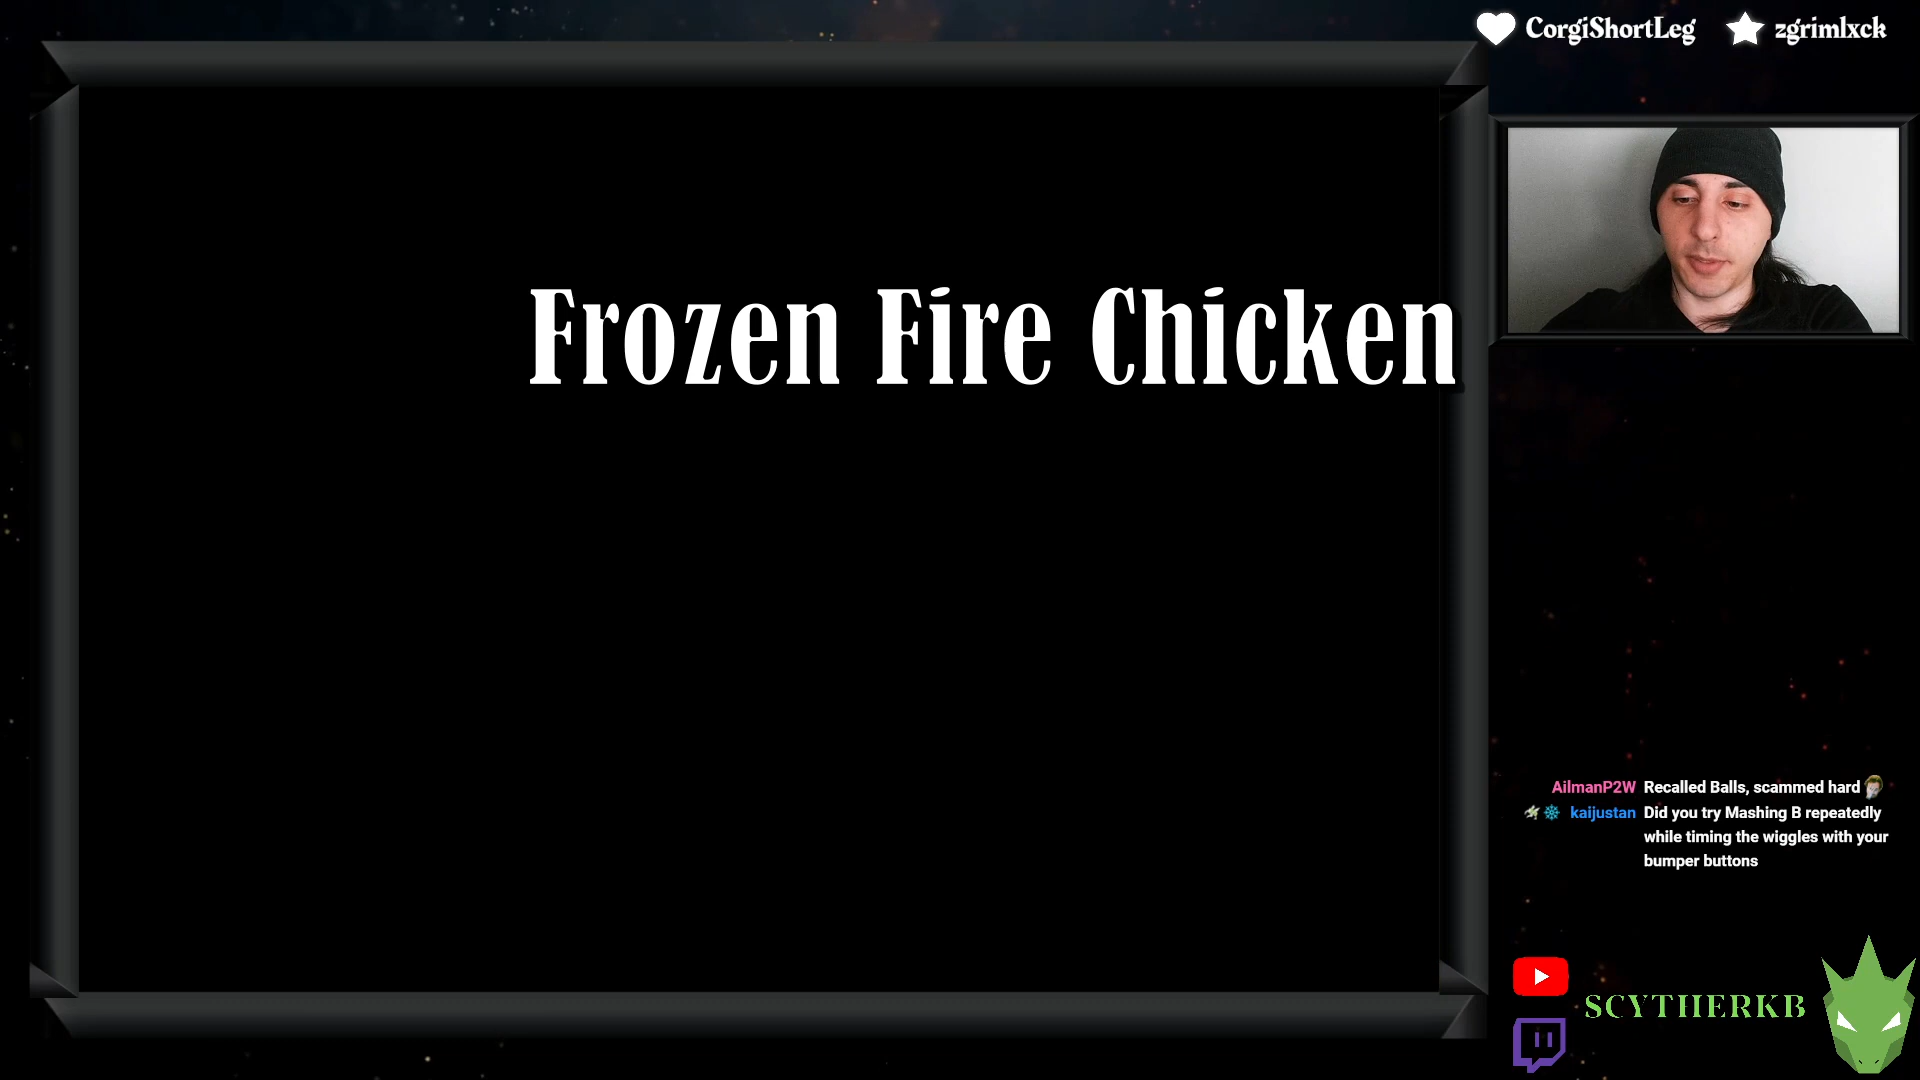 CorgiShortLeg
zgrimlxck
Frozen Fire Chicken
AilmanP2W Recalled Balls, scammed hard
kaijustan Did you try Mashing B repeatedly
while timing the wiggles with your
bumper buttons
SCYTHERKB